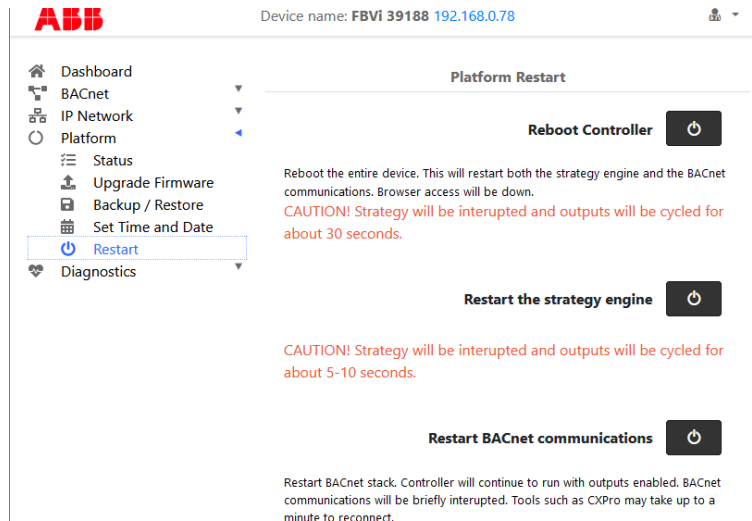 ABB
Device name: FBVi 39188 192.168.0.78
Dashboard
BACnet
IP Network
Platform
Status
Upgrade Firmware
Backup / Restore
Set Time and Date
Restart
Diagnostics
Platform Restart
Reboot Controller
Reboot the entire device. This will restart both the strategy engine and the BACnet
communications. Browser access will be down.
CAUTION! Strategy will be interupted and outputs will be cycled for
about 30 seconds.
Restart the strategy engine
CAUTION! Strategy will be interupted and outputs will be cycled for
about 5-10 seconds.
Restart BACnet communications
Restart BACnet stack. Controller will continue to run with outputs enabled. BACnet
communications will be briefly interupted. Tools such as CXPro may take up to a
minute to reconnect.